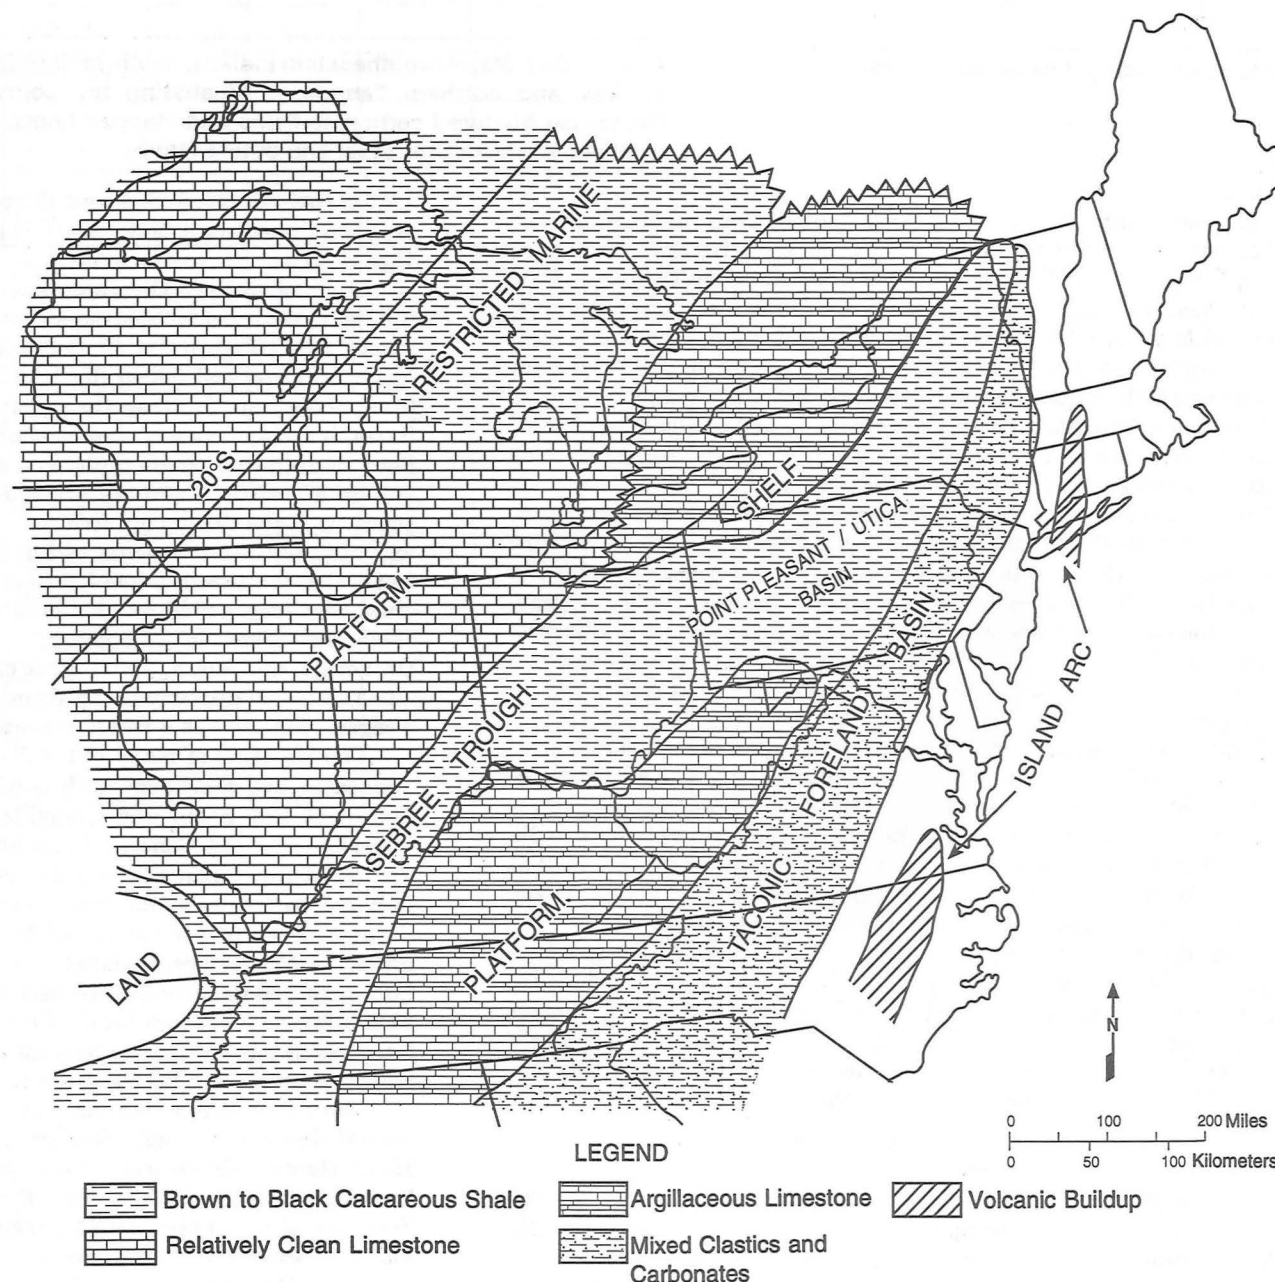 RESTRICTED MARINE
20°S
SHELF
POINT PLEASANT / UTICA
BASIN
PLATFORM
SEBREE TROUGH
TACONIC FORELAND BASIN
ISLAND ARC
PLATFORM
LAND
N
0 100 200 Miles
0 50 100 Kilometers
LEGEND
Brown to Black Calcareous Shale
Relatively Clean Limestone
Argillaceous Limestone
Mixed Clastics and
Carbonates
Volcanic Buildup